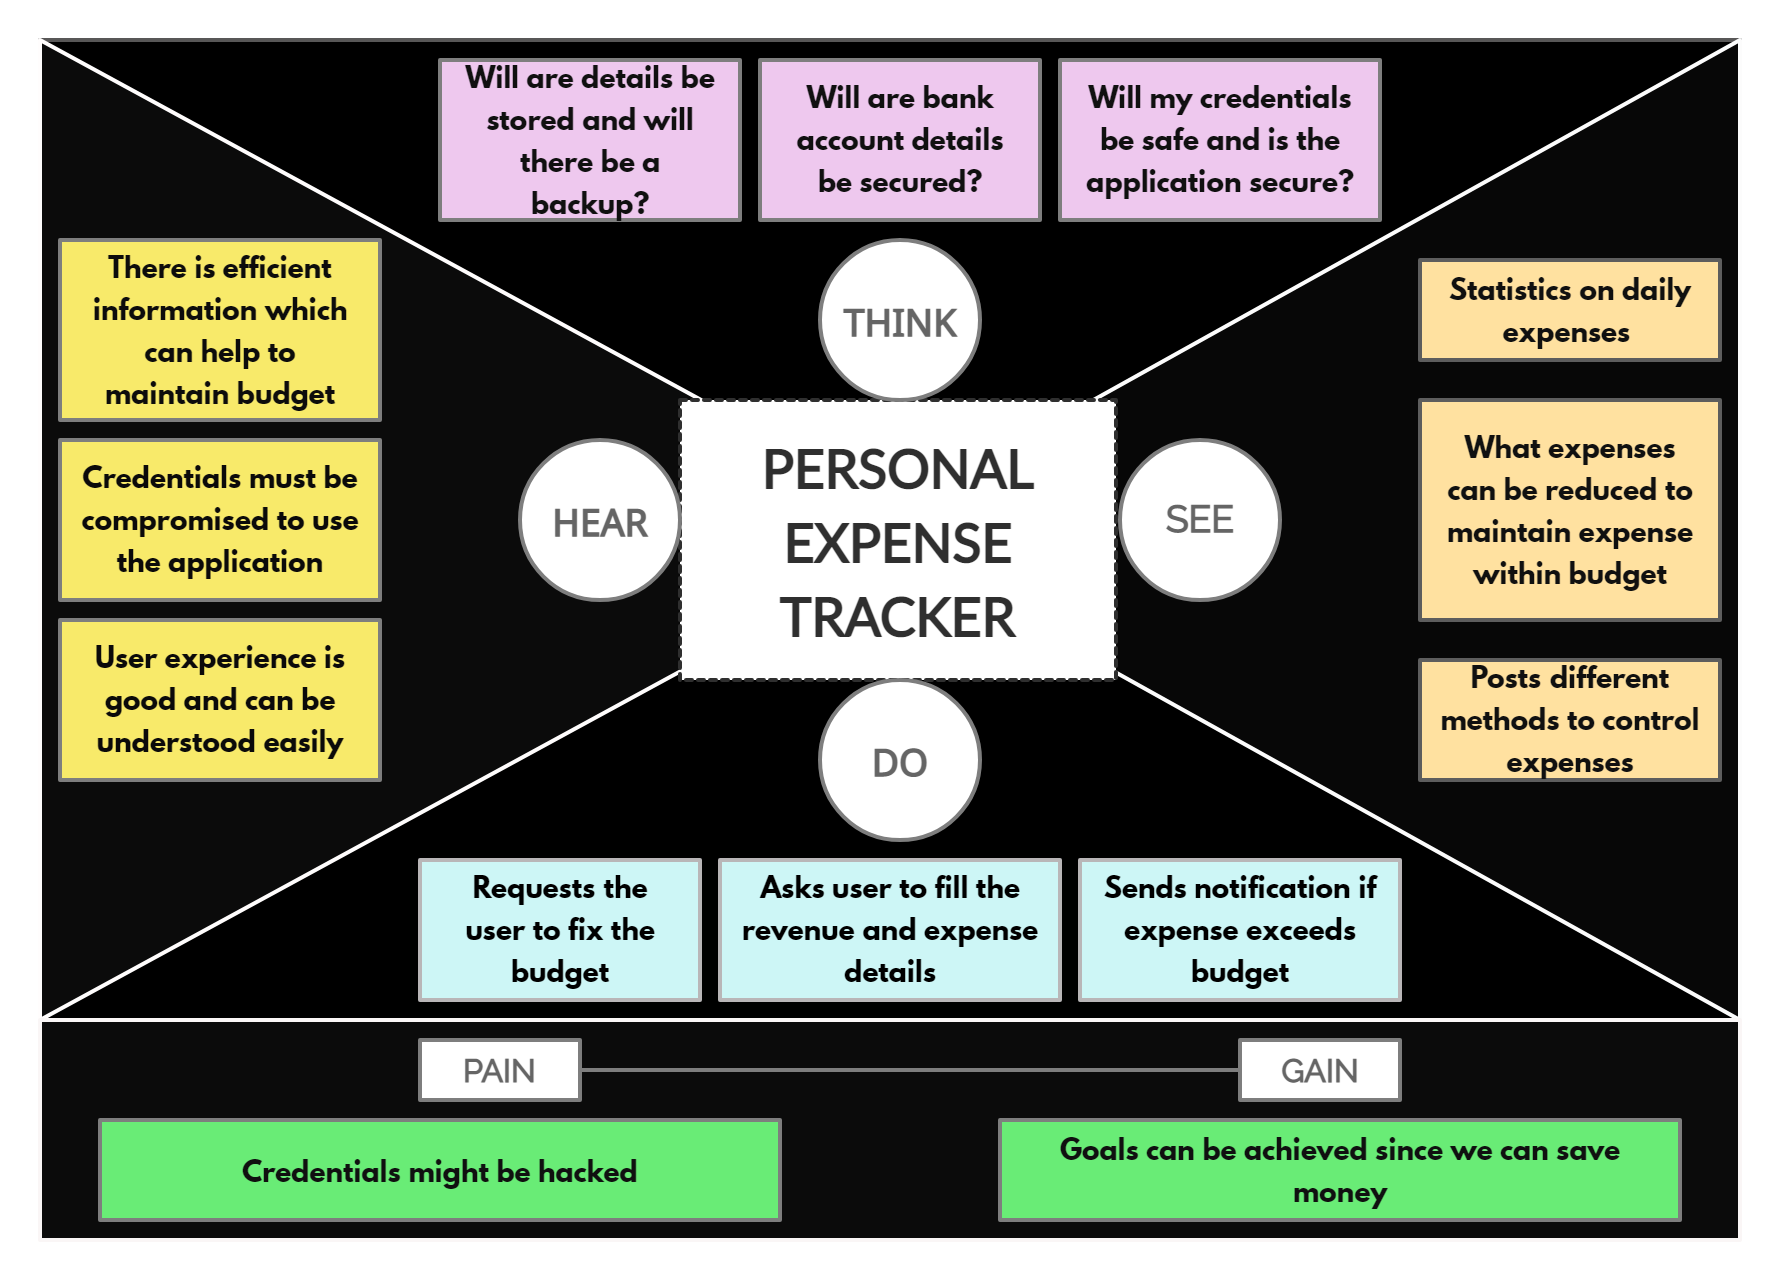 Will are details be
stored and will
there be a
backup?
Will are bank
account details
be secured?
Will my credentials
be safe and is the
application secure?
THINK
There is efficient
information which
can help to
maintain budget
Credentials must be
compromised to use
the application
User experience is
good and can be
understood easily
HEAR
PERSONAL
EXPENSE
TRACKER
SEE
Statistics on daily
expenses
What expenses
can be reduced to
maintain expense
within budget
Posts different
methods to control
expenses
DO
Requests the
user to fix the
budget
Asks user to fill the
revenue and expense
details
Sends notification if
expense exceeds
budget
PAIN
GAIN
Credentials might be hacked
Goals can be achieved since we can save
money